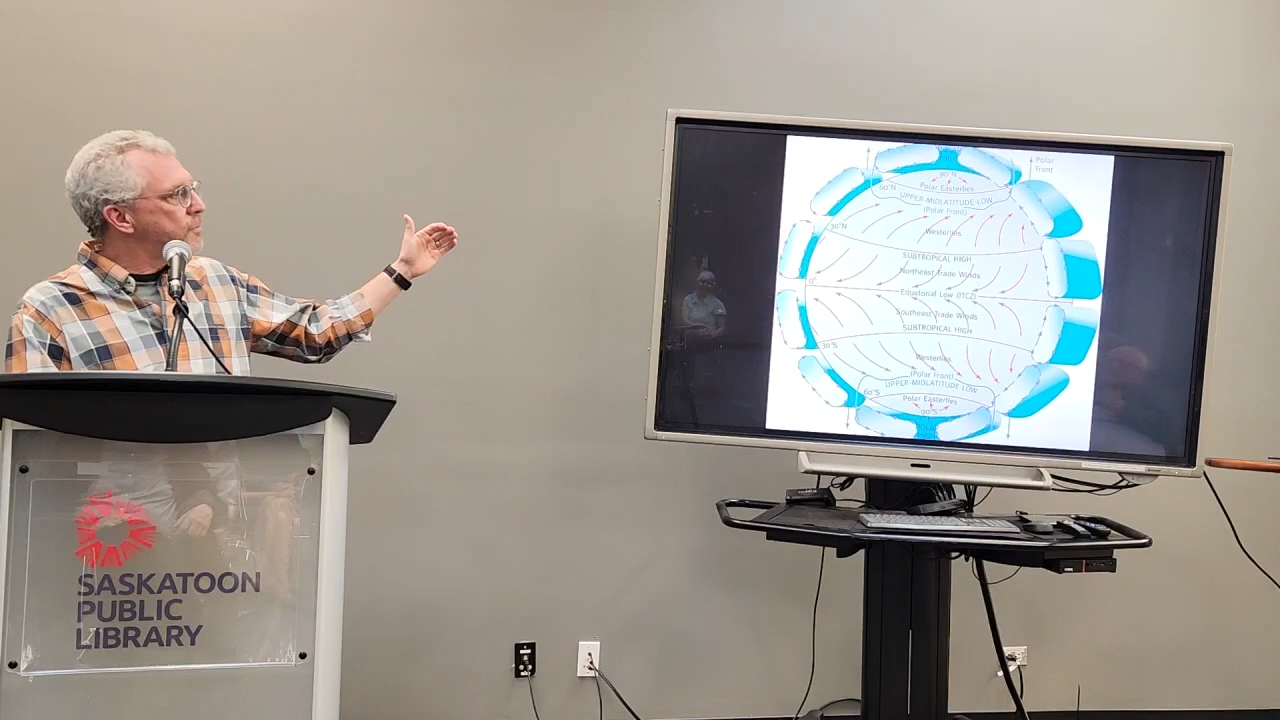 90°N
Polar
Front
60°N
Polar Easterlies
UPPER-MIDLATITUDE LOW
(Polar Front)
30°N
Westerlies
SUBTROPICAL HIGH
Northeast Trade Winds
0°
Equatorial Low (ITCZ)
Southeast Trade Winds
SUBTROPICAL HIGH
30°S
Westerlies
(Polar Front)
UPPER-MIDLATITUDE LOW
60°S
Polar Easterlies
90°S
SASKATOON
PUBLIC
LIBRARY